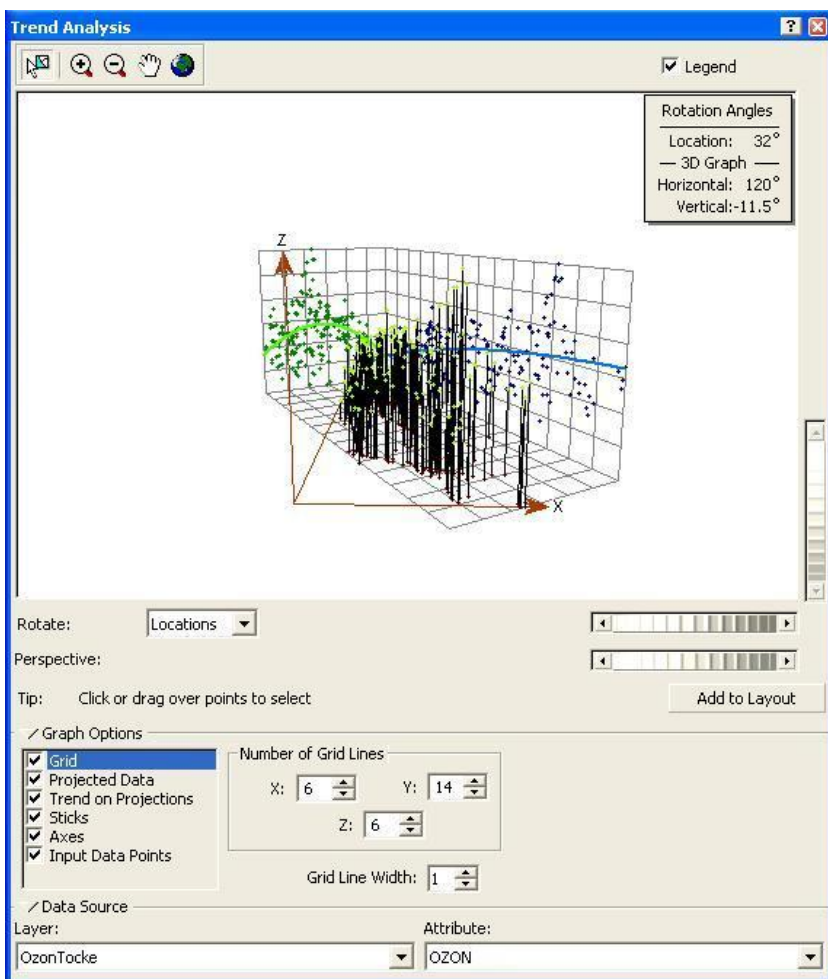 Trend Analysis
Legend
Rotation Angles
Location: 32°
3D Graph
Horizontal: 120°
Vertical:-11.5°
Z
X
Rotate: Locations
Perspective:
Tip: Click or drag over points to select Add to Layout
Graph Options
Grid
Projected Data
Trend on Projections
Sticks
Axes
Input Data Points
Number of Grid Lines
X: 6 Y: 14
Z: 6
Grid Line Width: 1
Data Source
Layer: Attribute:
OzonTocke OZON